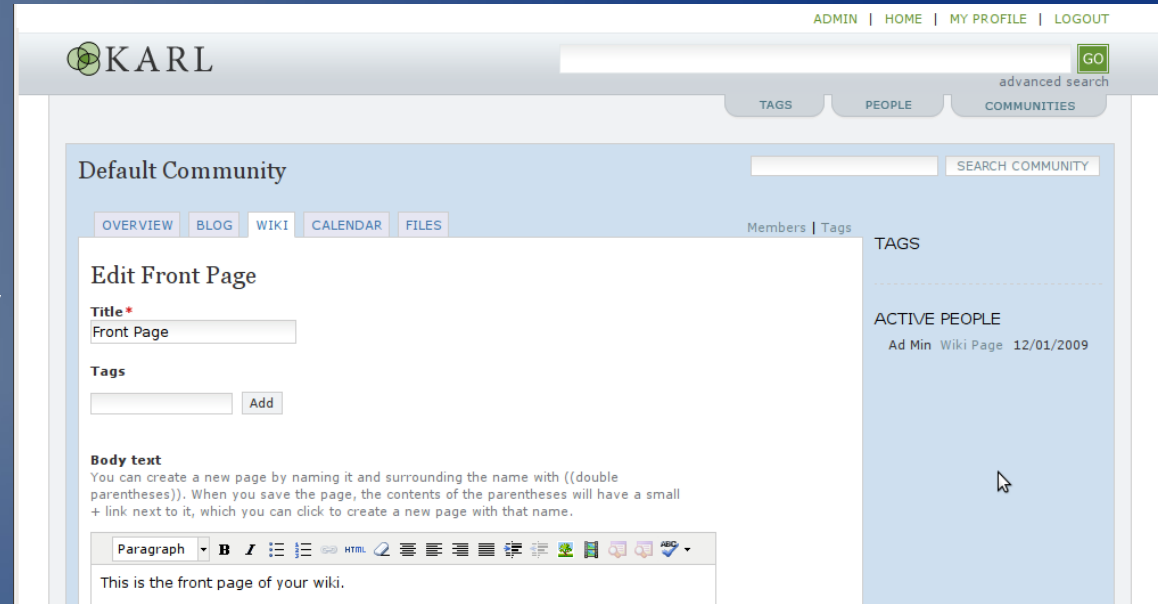 ADMIN | HOME | MY PROFILE | LOGOUT
KARL
GO
advanced search
TAGS PEOPLE COMMUNITIES
Default Community
SEARCH COMMUNITY
OVERVIEW BLOG WIKI CALENDAR FILES
Members | Tags
TAGS
Edit Front Page
Title*
Front Page
ACTIVE PEOPLE
Ad Min Wiki Page 12/01/2009
Tags
Add
Body text
You can create a new page by naming it and surrounding the name with ((double
parentheses)). When you save the page, the contents of the parentheses will have a small
+ link next to it, which you can click to create a new page with that name.
Paragraph B I HTML ABC
This is the front page of your wiki.